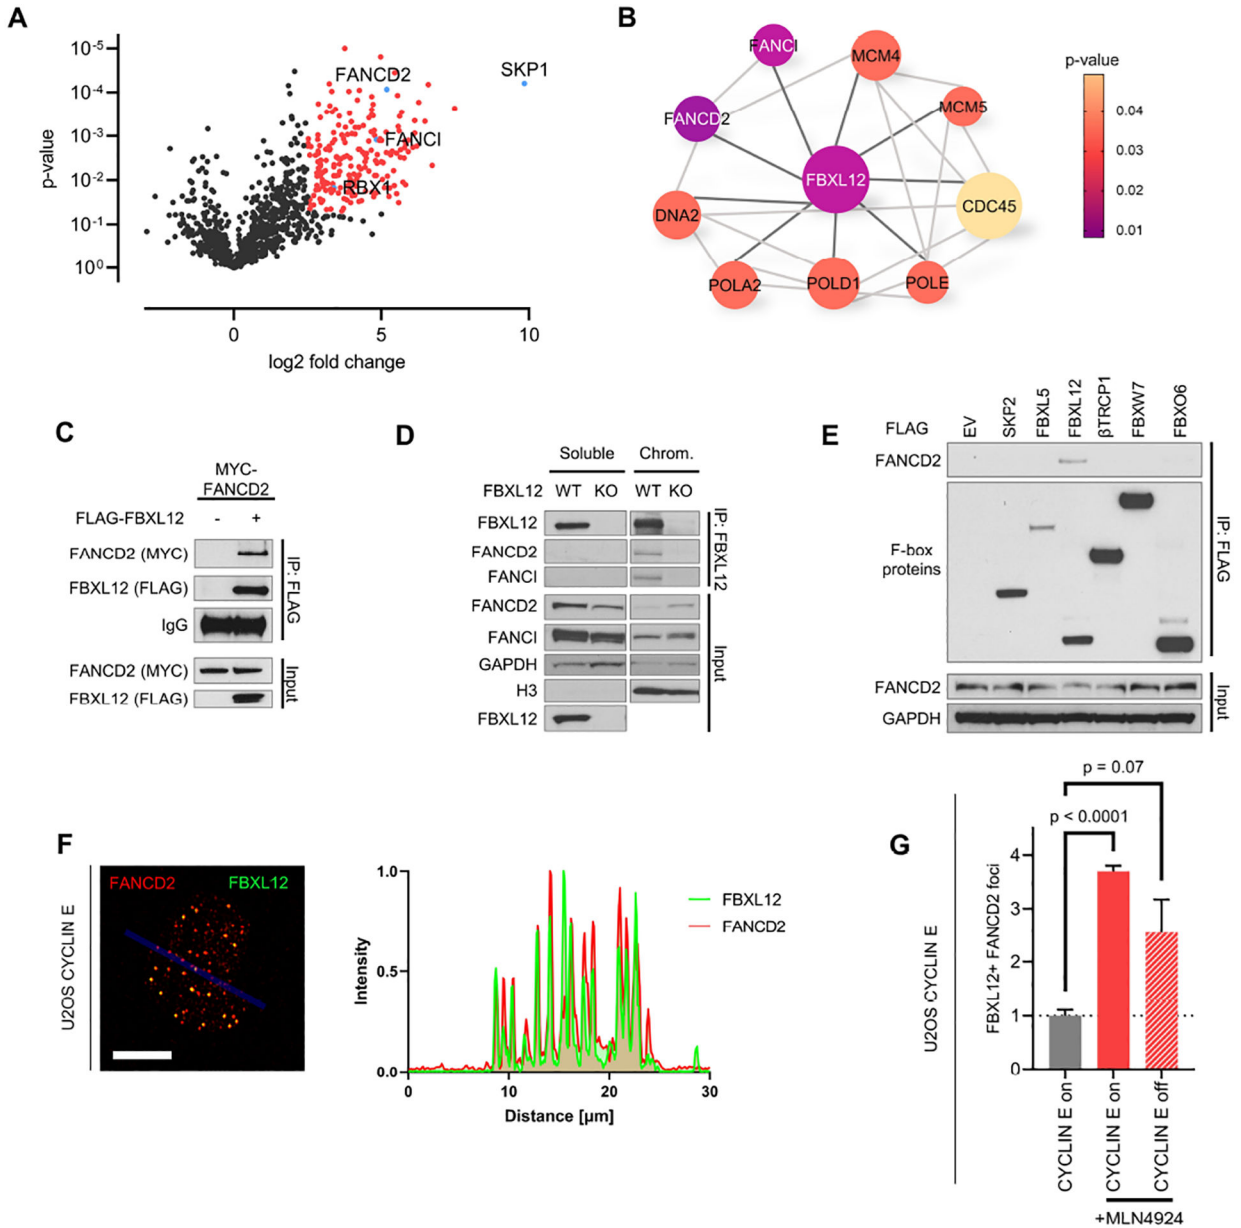 A
p-value
10-5
10-4
10-3
10-2
10-1
100
FANCD2
SKP1
FANCI
RBX1
0
5
10
log2 fold change
B
FANCI
MCM4
FANCD2
MCM5
FBXL12
DNA2
CDC45
POLA2
POLD1
POLE
p-value
0.04
0.03
0.02
0.01
C
MYC-
FANCD2
FLAG-FBXL12 - +
FANCD2 (MYC)
FBXL12 (FLAG)
IgG
IP: FLAG
FANCD2 (MYC)
FBXL12 (FLAG)
Input
D
Soluble Chrom.
FBXL12 WT KO WT KO
FBXL12
FANCD2
FANCI
IP: FBXL12
FANCD2
FANCI
GAPDH
H3
FBXL12
Input
E
FLAG EV SKP2 FBXL5 FBXL12 βTRCP1 FBXW7 FBXO6
FANCD2
F-box
proteins
IP: FLAG
FANCD2
GAPDH
Input
F
U2OS CYCLIN E
FANCD2 FBXL12
Intensity
1.0
0.5
0.0
0 10 20 30
Distance [µm]
FBXL12
FANCD2
G
U2OS CYCLIN E
p = 0.07
p < 0.0001
FBXL12+ FANCD2 foci
4
3
2
1
0
CYCLIN E on
CYCLIN E on
CYCLIN E off
+MLN4924